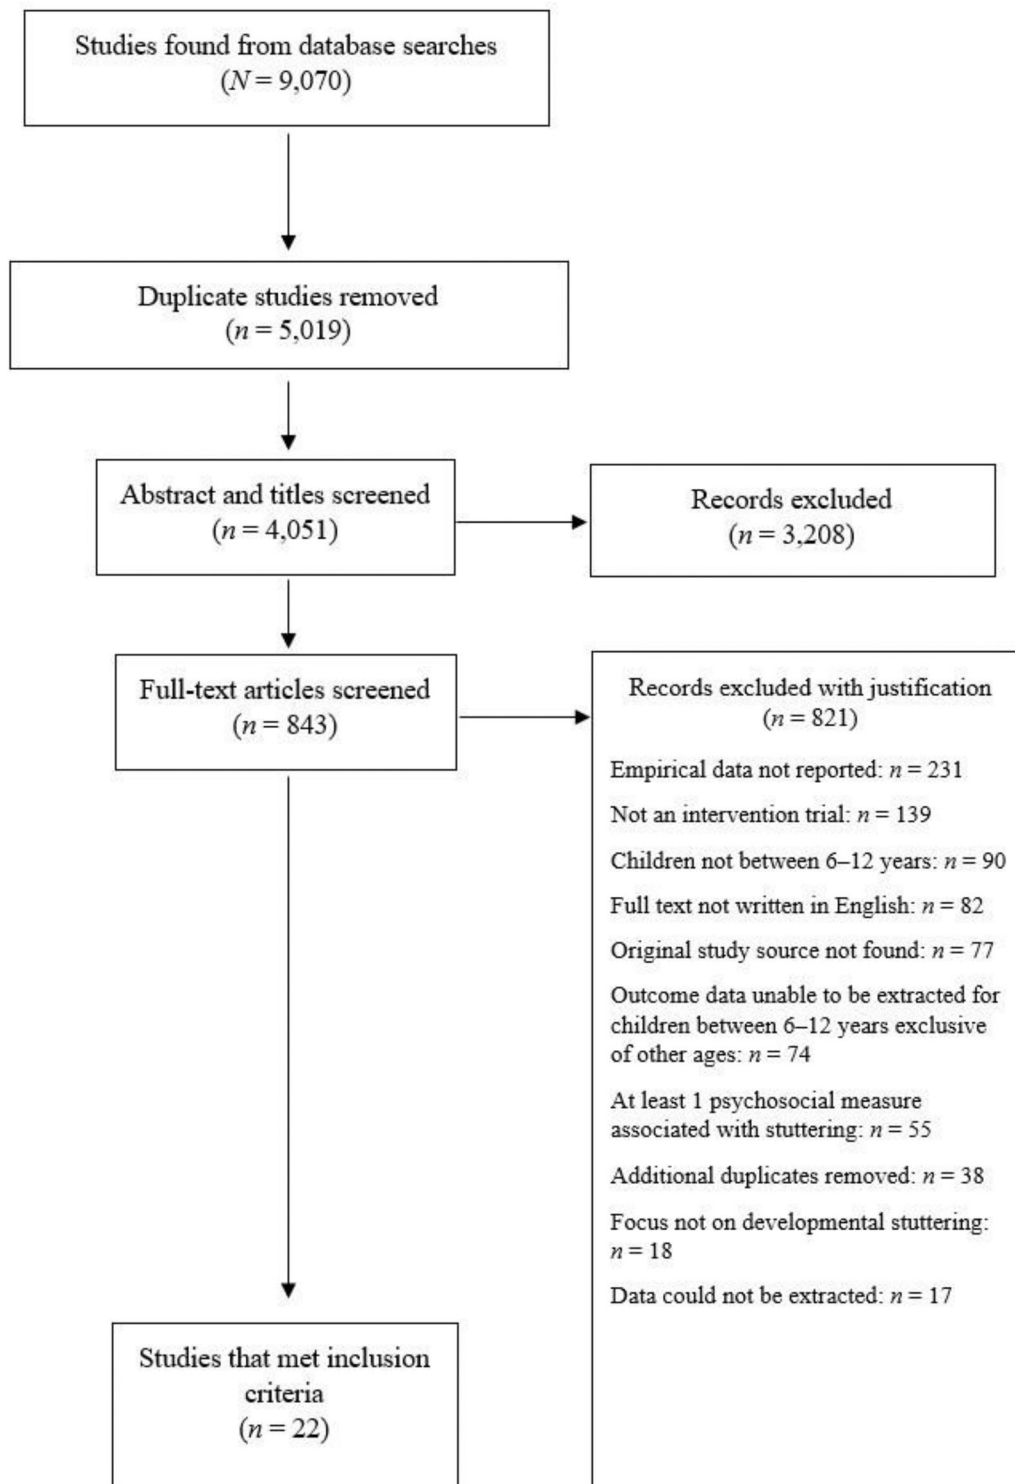 Studies found from database searches
(N = 9,070)
Duplicate studies removed
(n = 5,019)
Abstract and titles screened
(n = 4,051)
Records excluded
(n = 3,208)
Full-text articles screened
(n = 843)
Records excluded with justification
(n = 821)
Empirical data not reported: n = 231
Not an intervention trial: n = 139
Children not between 6–12 years: n = 90
Full text not written in English: n = 82
Original study source not found: n = 77
Outcome data unable to be extracted for
children between 6–12 years exclusive
of other ages: n = 74
At least 1 psychosocial measure
associated with stuttering: n = 55
Additional duplicates removed: n = 38
Focus not on developmental stuttering:
n = 18
Data could not be extracted: n = 17
Studies that met inclusion
criteria
(n = 22)